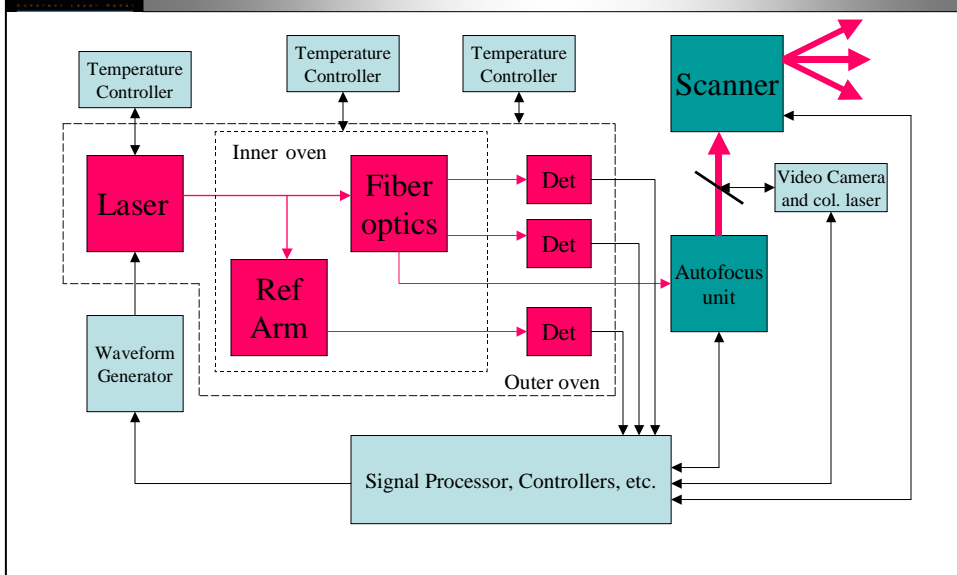 Temperature
Controller
Temperature
Controller
Temperature
Controller
Scanner
Inner oven
Laser
Fiber
optics
Det
Video Camera
and col. laser
Det
Ref
Arm
Autofocus
unit
Det
Waveform
Generator
Outer oven
Signal Processor, Controllers, etc.